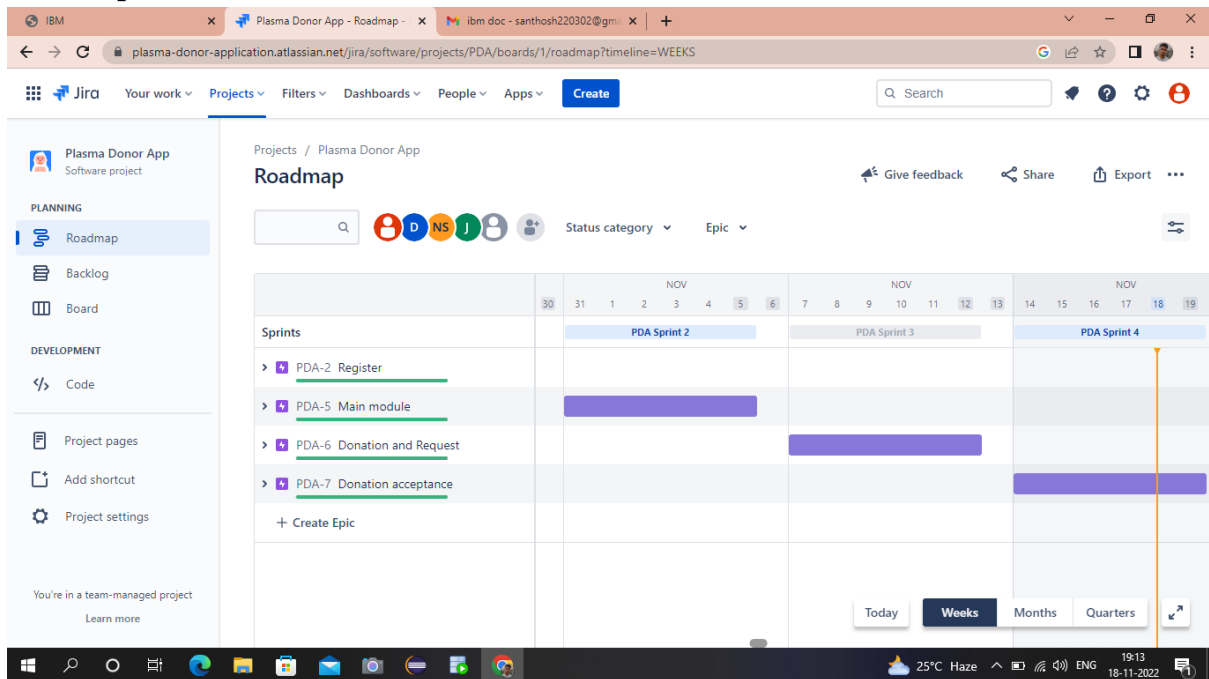 IBM
Plasma Donor App - Roadmap -
ibm doc - santhosh220302@gm
plasma-donor-application.atlassian.net/jira/software/projects/PDA/boards/1/roadmap?timeline=WEEKS
Jira Your work Projects Filters Dashboards People Apps Create Search
Plasma Donor App
Software project
PLANNING
Roadmap
Backlog
Board
DEVELOPMENT
Code
Project pages
Add shortcut
Project settings
You're in a team-managed project
Learn more
Projects / Plasma Donor App
Roadmap
Give feedback Share Export
D NS J Status category Epic
NOV NOV NOV
30 31 1 2 3 4 5 6 7 8 9 10 11 12 13 14 15 16 17 18 19
Sprints PDA Sprint 2 PDA Sprint 3 PDA Sprint 4
PDA-2 Register
PDA-5 Main module
PDA-6 Donation and Request
PDA-7 Donation acceptance
+ Create Epic
Today Weeks Months Quarters
25°C Haze ENG 19:13
18-11-2022
1